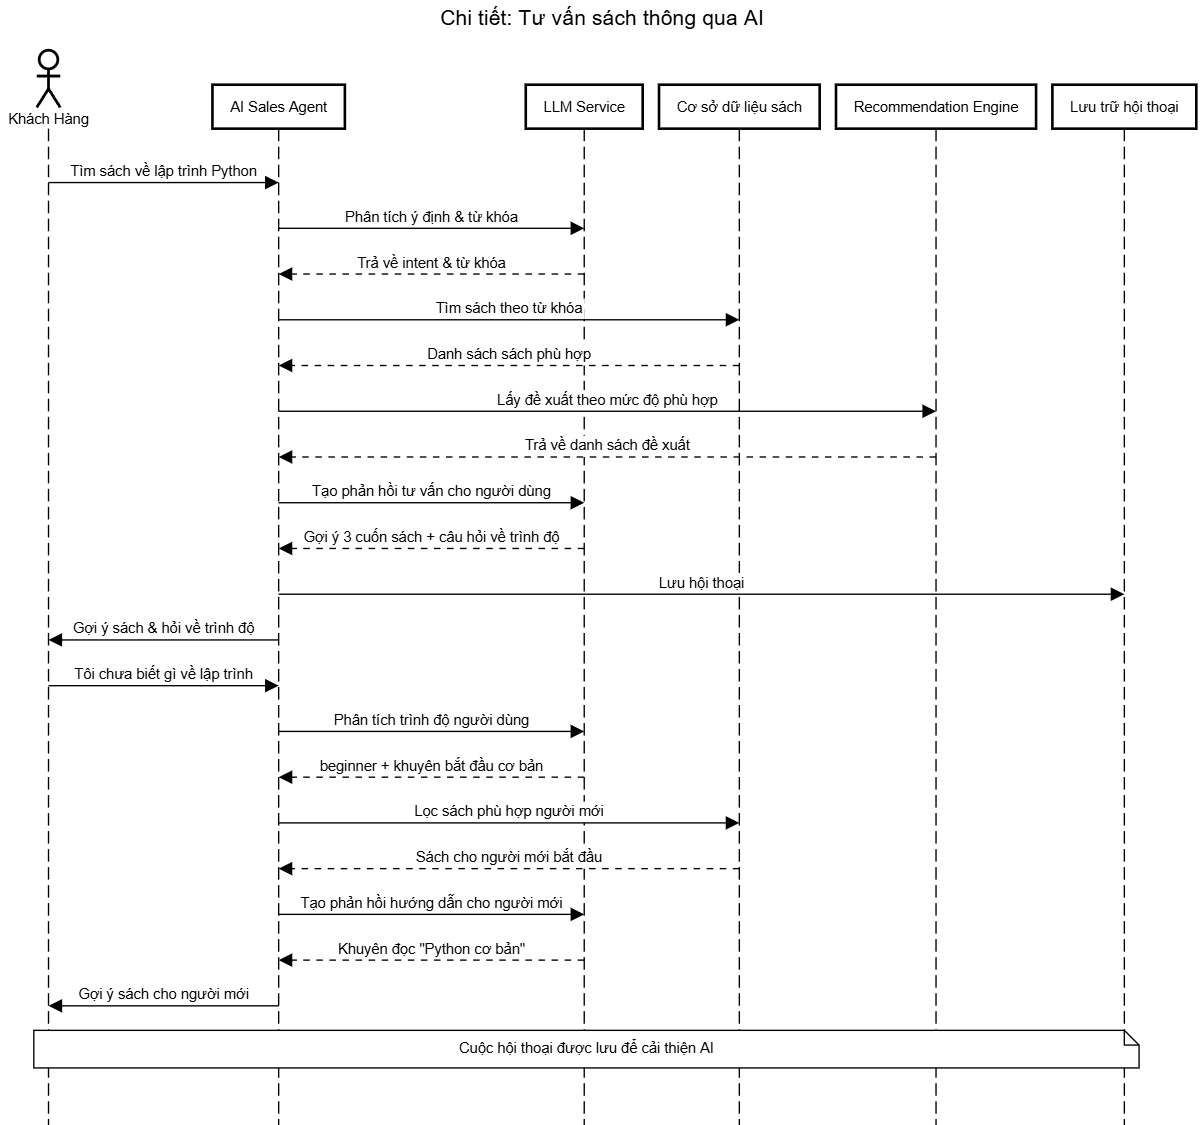 Chi tiết: Tư vấn sách thông qua AI
Khách Hàng
AI Sales Agent
LLM Service
Cơ sở dữ liệu sách
Recommendation Engine
Lưu trữ hội thoại
Tìm sách về lập trình Python
Phân tích ý định & từ khóa
Trả về intent & từ khóa
Tìm sách theo từ khóa
Danh sách sách phù hợp
Lấy đề xuất theo mức độ phù hợp
Trả về danh sách đề xuất
Tạo phản hồi tư vấn cho người dùng
Gợi ý 3 cuốn sách + câu hỏi về trình độ
Lưu hội thoại
Gợi ý sách & hỏi về trình độ
Tôi chưa biết gì về lập trình
Phân tích trình độ người dùng
beginner + khuyên bắt đầu cơ bản
Lọc sách phù hợp người mới
Sách cho người mới bắt đầu
Tạo phản hồi hướng dẫn cho người mới
Khuyên đọc "Python cơ bản"
Gợi ý sách cho người mới
Cuộc hội thoại được lưu để cải thiện AI